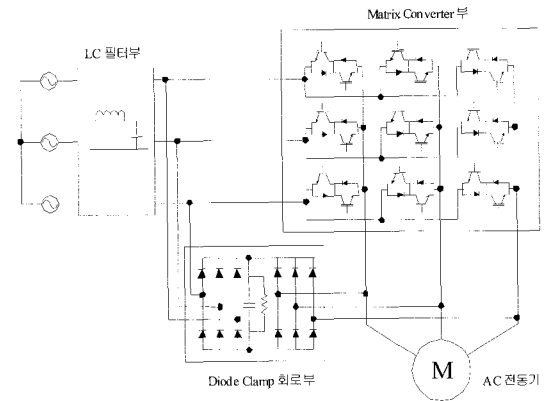 Matrix Converter 부
LC 필터부
Diode Clamp 회로부
M
AC 전동기